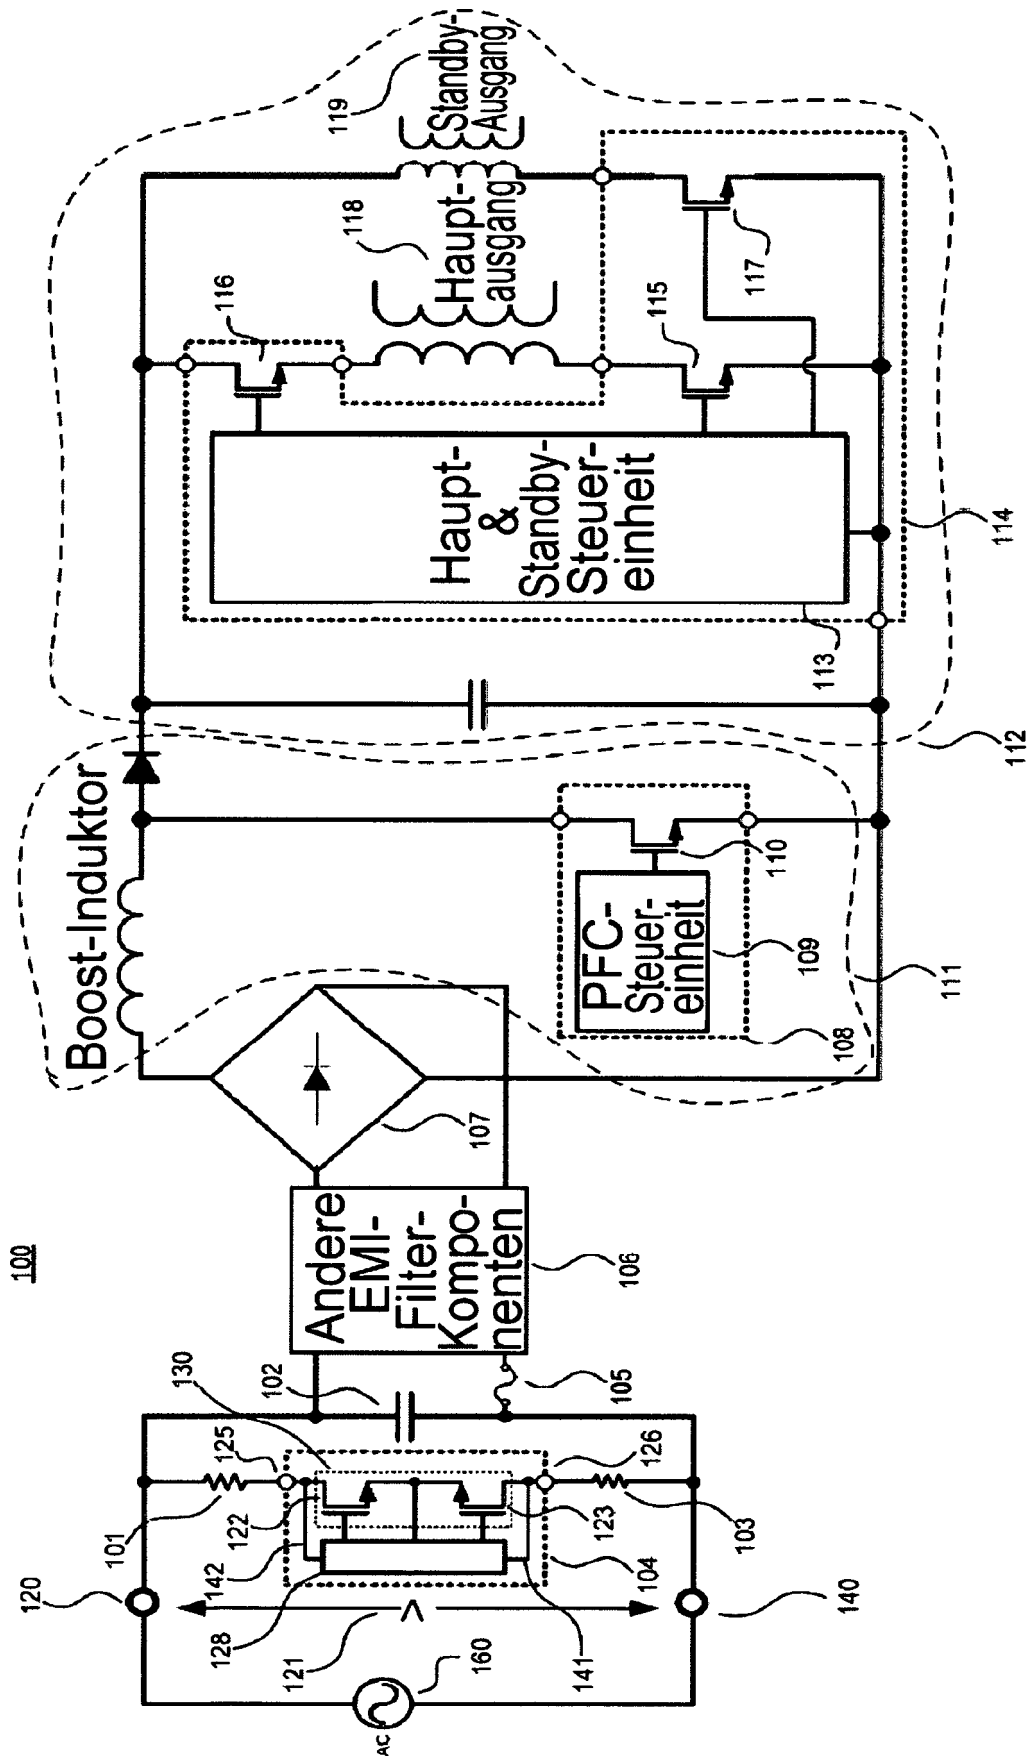 100
120
101
125
142
122
128
121
160
AC
141
104
123
126
103
140
130
102
105
Andere
EMI-
Filter-
Kompo-
nenten
106
107
Boost-Induktor
PFC-
Steuer-
einheit
109
110
108
111
112
113
Haupt-
&
Standby-
Steuer-
einheit
114
115
116
117
118
Haupt-
ausgang
119
Standby-
Ausgang